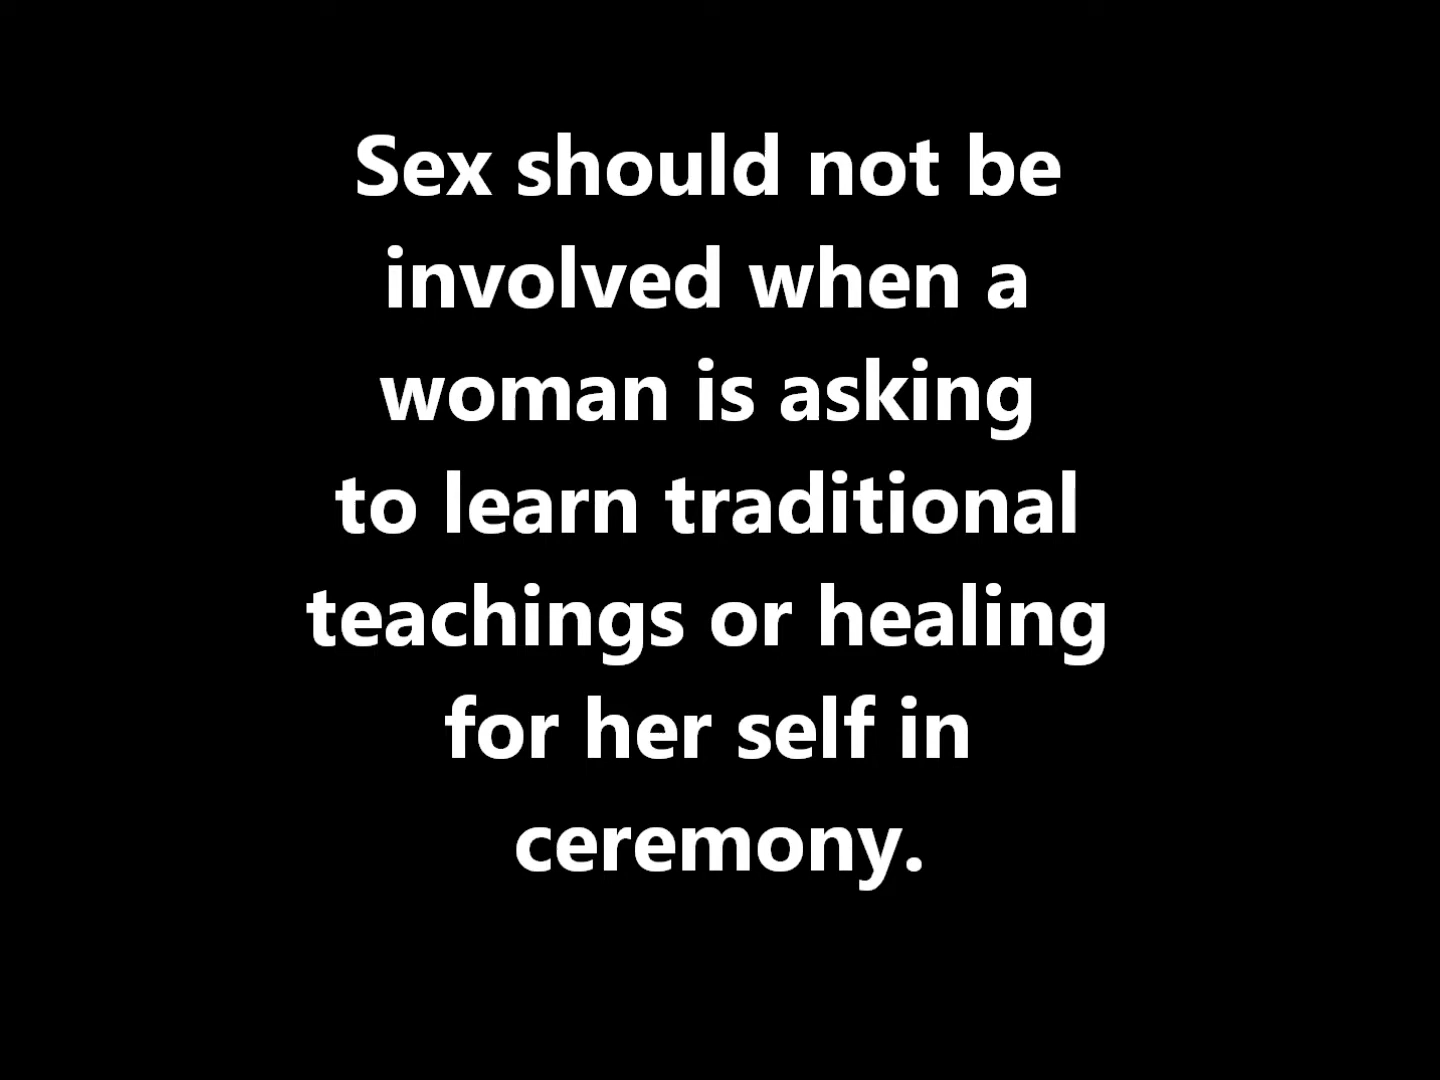 Sex should not be
involved when a
woman is asking
to learn traditional
teachings or healing
for her self in
ceremony.